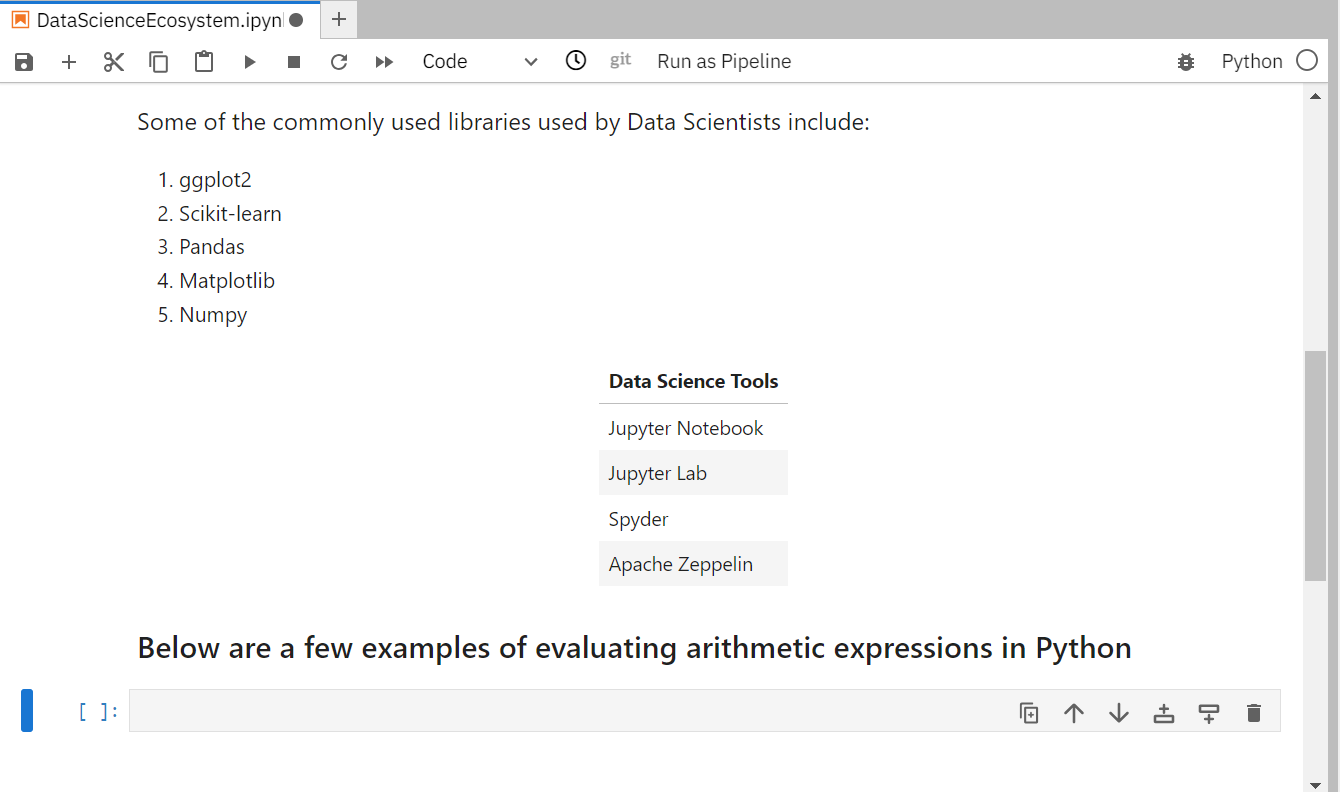 DataScienceEcosystem.ipyn
Code
git
Run as Pipeline
Python
Some of the commonly used libraries used by Data Scientists include:
1. ggplot2
2. Scikit-learn
3. Pandas
4. Matplotlib
5. Numpy
Data Science Tools
Jupyter Notebook
Jupyter Lab
Spyder
Apache Zeppelin
Below are a few examples of evaluating arithmetic expressions in Python
[ ]: